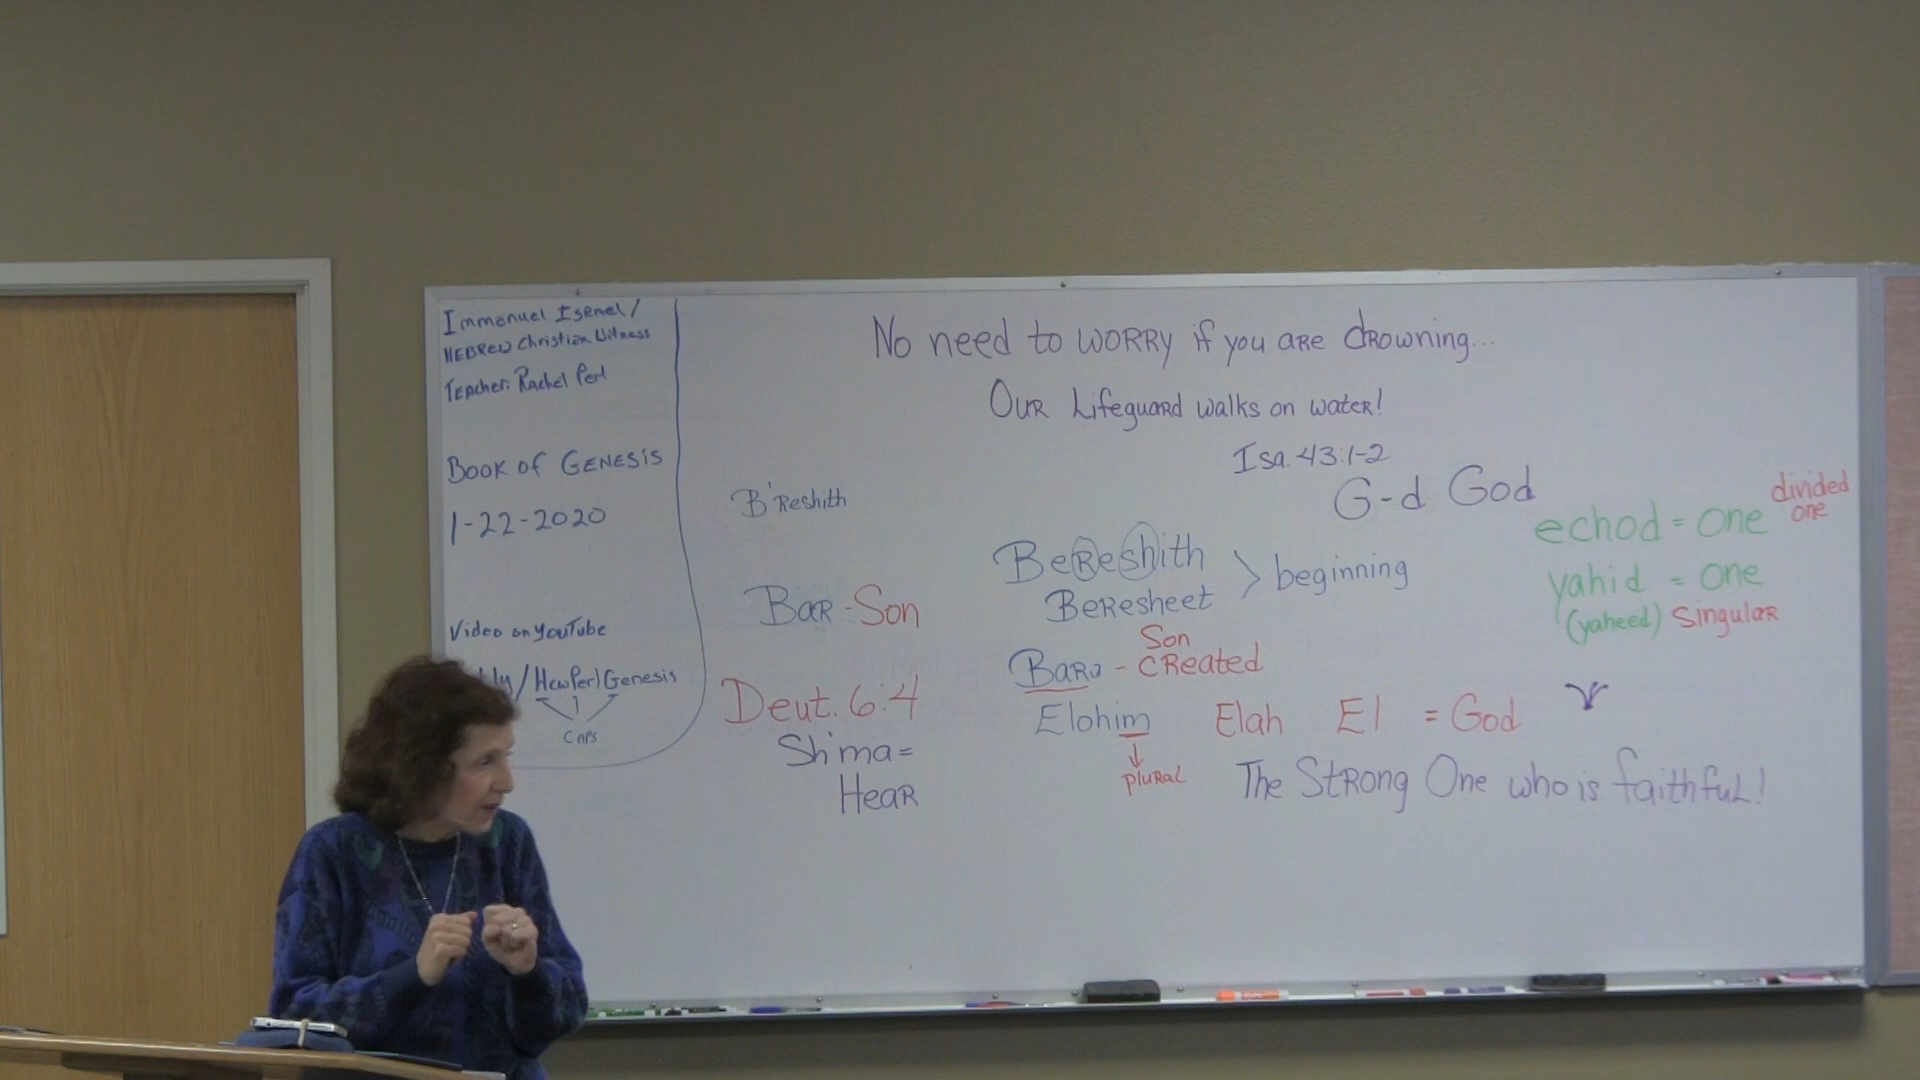 Immanuel Israel/
HEBREW Christian Witness
Teacher: Rachel Perl
BOOK OF GENESIS
1-22-2020
Video on YouTube
ly/HcwPerlGenesis
CAPS
No need to worry if you are drowning...
Our Lifeguard walks on water!
Isa. 43:1-2
G-d God
B'Reshith
BeReshith
Beresheet
> beginning
echod = one
divided
one
yahid = one
(yaheed) Singular
Bar - Son
Son
Bara - created
Deut. 6:4
Sh'ma =
Hear
Elohim Elah El = God
↓
plural
The Strong One who is faithful!